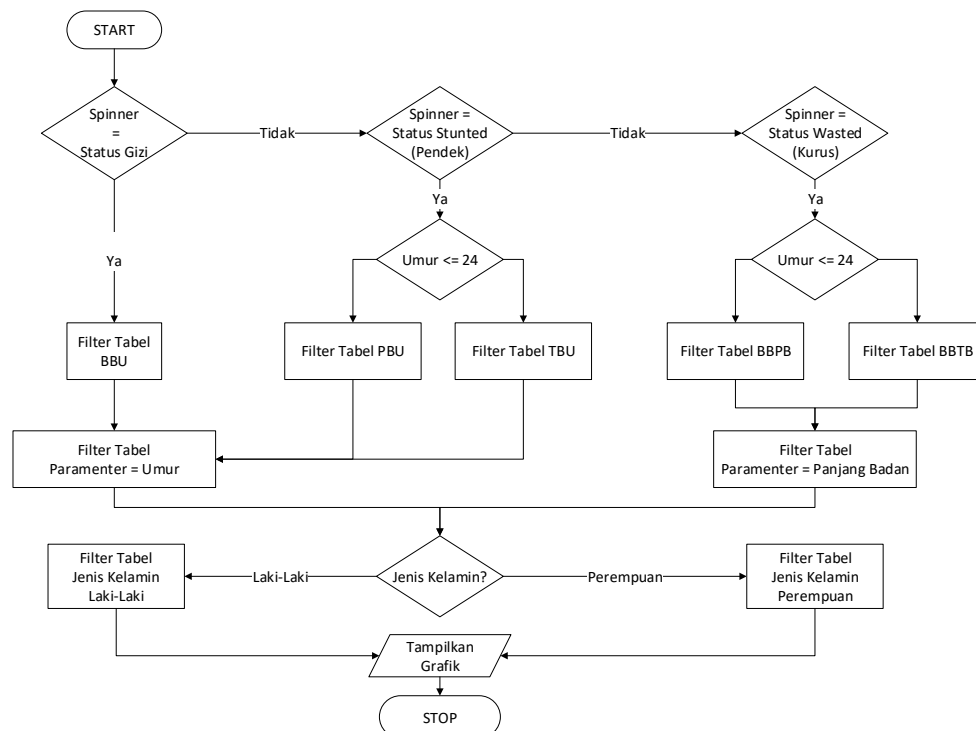 START
Spinner
=
Status Gizi
Tidak
Spinner =
Status Stunted
(Pendek)
Tidak
Spinner =
Status Wasted
(Kurus)
Ya
Ya
Ya
Umur <= 24
Umur <= 24
Filter Tabel
BBU
Filter Tabel PBU
Filter Tabel TBU
Filter Tabel BBPB
Filter Tabel BBTB
Filter Tabel
Paramenter = Umur
Filter Tabel
Paramenter = Panjang Badan
Filter Tabel
Jenis Kelamin
Laki-Laki
Laki-Laki
Jenis Kelamin?
Perempuan
Filter Tabel
Jenis Kelamin
Perempuan
Tampilkan
Grafik
STOP